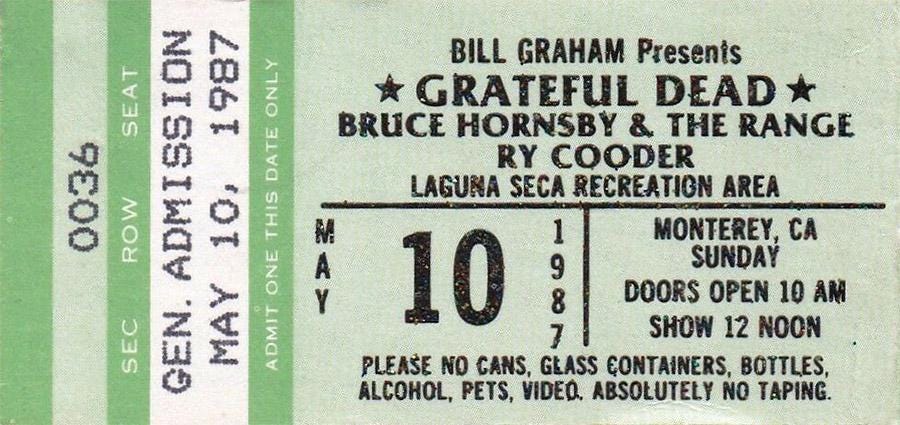 0036
SEC ROW SEAT
GEN. ADMISSION
MAY 10, 1987
ADMIT ONE THIS DATE ONLY
BILL GRAHAM Presents
★ GRATEFUL DEAD ★
BRUCE HORNSBY & THE RANGE
RY COODER
LAGUNA SECA RECREATION AREA
MAY 10 1987
MONTEREY, CA
SUNDAY
DOORS OPEN 10 AM
SHOW 12 NOON
PLEASE NO CANS, GLASS CONTAINERS, BOTTLES,
ALCOHOL, PETS, VIDEO. ABSOLUTELY NO TAPING.